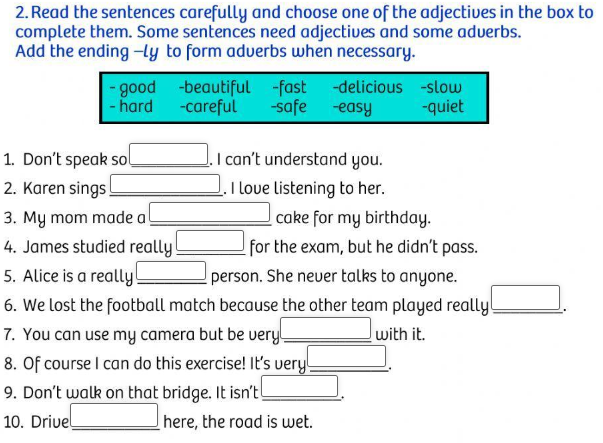 2. Read the sentences carefully and choose one of the adjectives in the box to
complete them. Some sentences need adjectives and some adverbs.
Add the ending –ly to form adverbs when necessary.
- good -beautiful -fast -delicious -slow
- hard -careful -safe -easy -quiet
1. Don't speak so . I can't understand you.
2. Karen sings . I love listening to her.
3. My mom made a cake for my birthday.
4. James studied really for the exam, but he didn't pass.
5. Alice is a really person. She never talks to anyone.
6. We lost the football match because the other team played really .
7. You can use my camera but be very with it.
8. Of course I can do this exercise! It's very .
9. Don't walk on that bridge. It isn't .
10. Drive here, the road is wet.